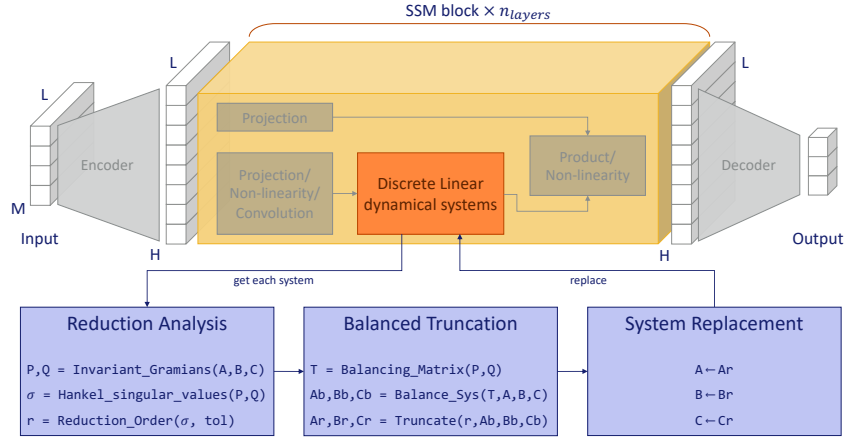 SSM block × n_layers
L
L
L
Projection
Encoder
Projection/
Non-linearity/
Convolution
Discrete Linear
dynamical systems
Product/
Non-linearity
Decoder
M
Input
H
H
Output
get each system
replace
Reduction Analysis
P,Q = Invariant_Gramians(A,B,C)
σ = Hankel_singular_values(P,Q)
r = Reduction_Order(σ, tol)
Balanced Truncation
T = Balancing_Matrix(P,Q)
Ab,Bb,Cb = Balance_Sys(T,A,B,C)
Ar,Br,Cr = Truncate(r,Ab,Bb,Cb)
System Replacement
A←Ar
B←Br
C←Cr